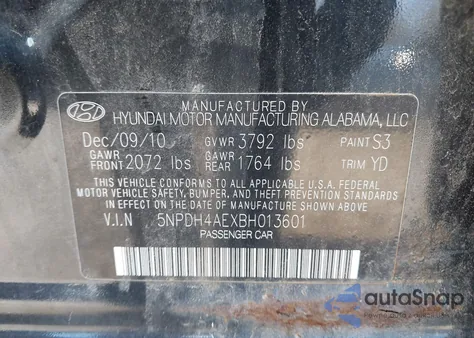 MANUFACTURED BY
HYUNDAI MOTOR MANUFACTURING ALABAMA, LLC
Dec/09/10 GVWR 3792 lbs PAINT S3
GAWR FRONT 2072 lbs GAWR REAR 1764 lbs TRIM YD
THIS VEHICLE CONFORMS TO ALL APPLICABLE U.S.A. FEDERAL
MOTOR VEHICLE SAFETY, BUMPER, AND THEFT PREVENTION STANDARDS
IN EFFECT ON THE DATE OF MANUFACTURE SHOWN ABOVE.
V.I.N 5NPDH4AEXBH013601
PASSENGER CAR
autoSnap